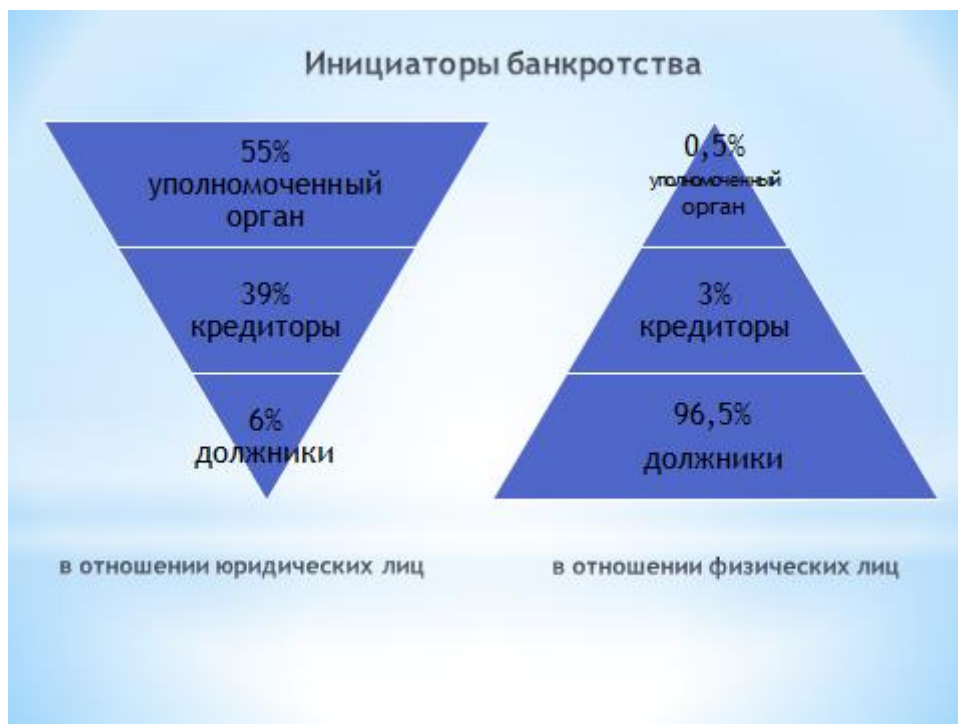 Инициаторы банкротства
55%
уполномоченный
орган
39%
кредиторы
6%
должники
в отношении юридических лиц
0,5%
уполномоченный
орган
3%
кредиторы
96,5%
должники
в отношении физических лиц